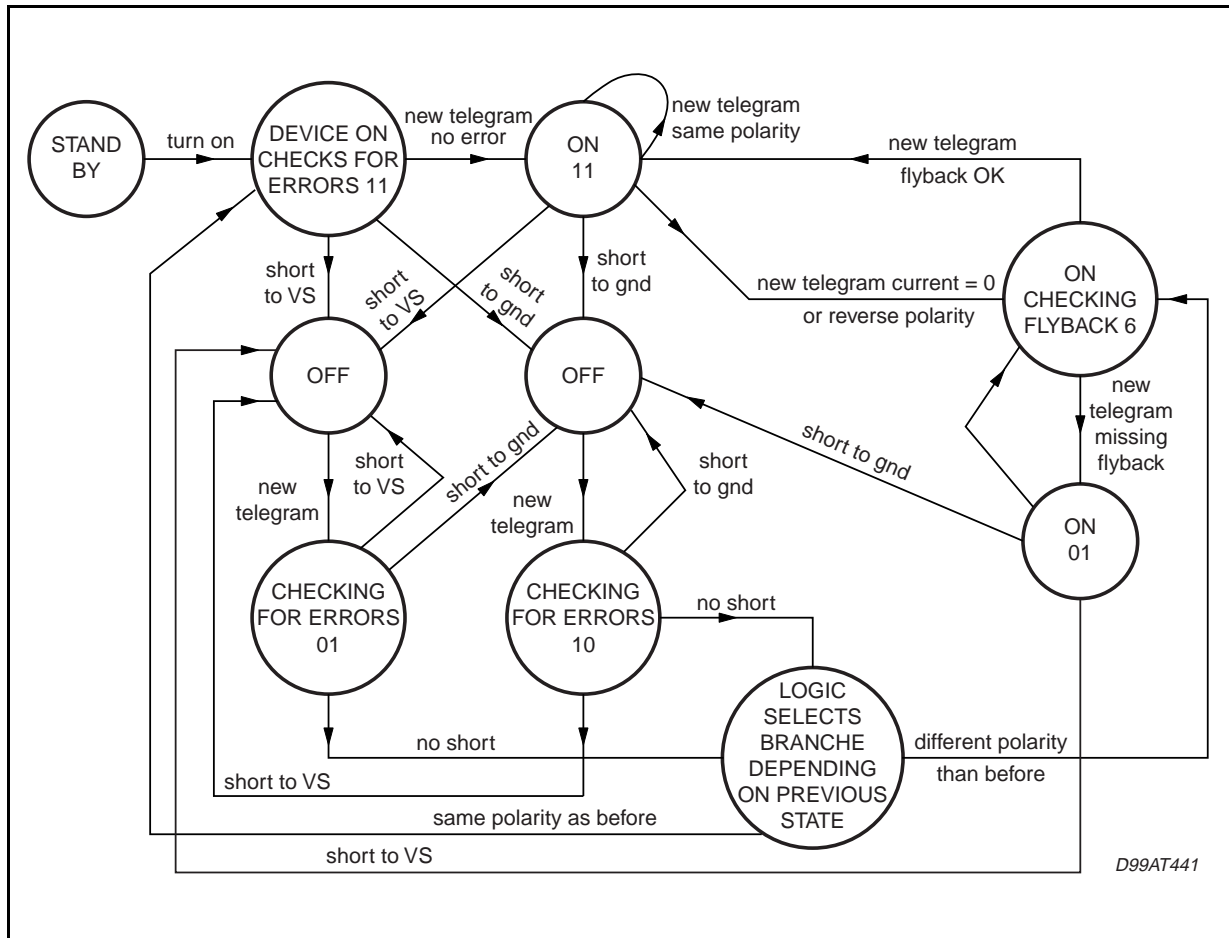 STAND
BY
turn on
DEVICE ON
CHECKS FOR
ERRORS 11
new telegram
no error
ON
11
new telegram
same polarity
new telegram
flyback OK
short
to VS
short
to VS
short
to gnd
short
to gnd
new telegram current = 0
or reverse polarity
ON
CHECKING
FLYBACK 6
OFF
OFF
new
telegram
missing
flyback
new
telegram
short
to VS
short to gnd
new
telegram
short
to gnd
short to gnd
ON
01
CHECKING
FOR ERRORS
01
CHECKING
FOR ERRORS
10
no short
LOGIC
SELECTS
BRANCHE
DEPENDING
ON PREVIOUS
STATE
no short
different polarity
than before
short to VS
same polarity as before
short to VS
D99AT441